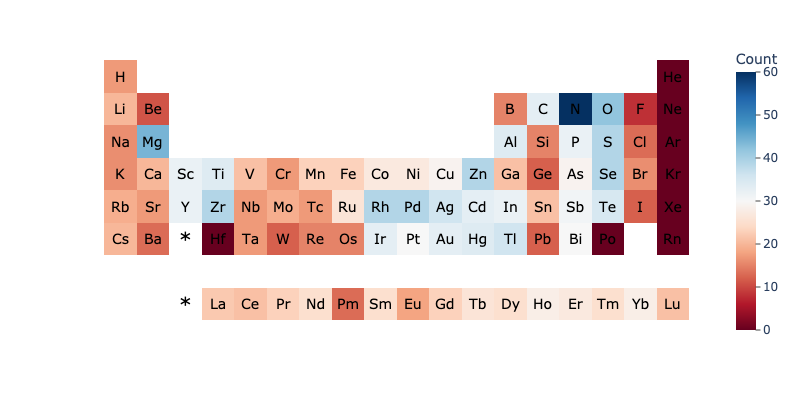 Count
60
H He
Li Be B C N O F Ne
50
Na Mg Al Si P S Cl Ar
40
K Ca Sc Ti V Cr Mn Fe Co Ni Cu Zn Ga Ge As Se Br Kr
30
Rb Sr Y Zr Nb Mo Tc Ru Rh Pd Ag Cd In Sn Sb Te I Xe
Cs Ba * Hf Ta W Re Os Ir Pt Au Hg Tl Pb Bi Po Rn
20
10
* La Ce Pr Nd Pm Sm Eu Gd Tb Dy Ho Er Tm Yb Lu
0